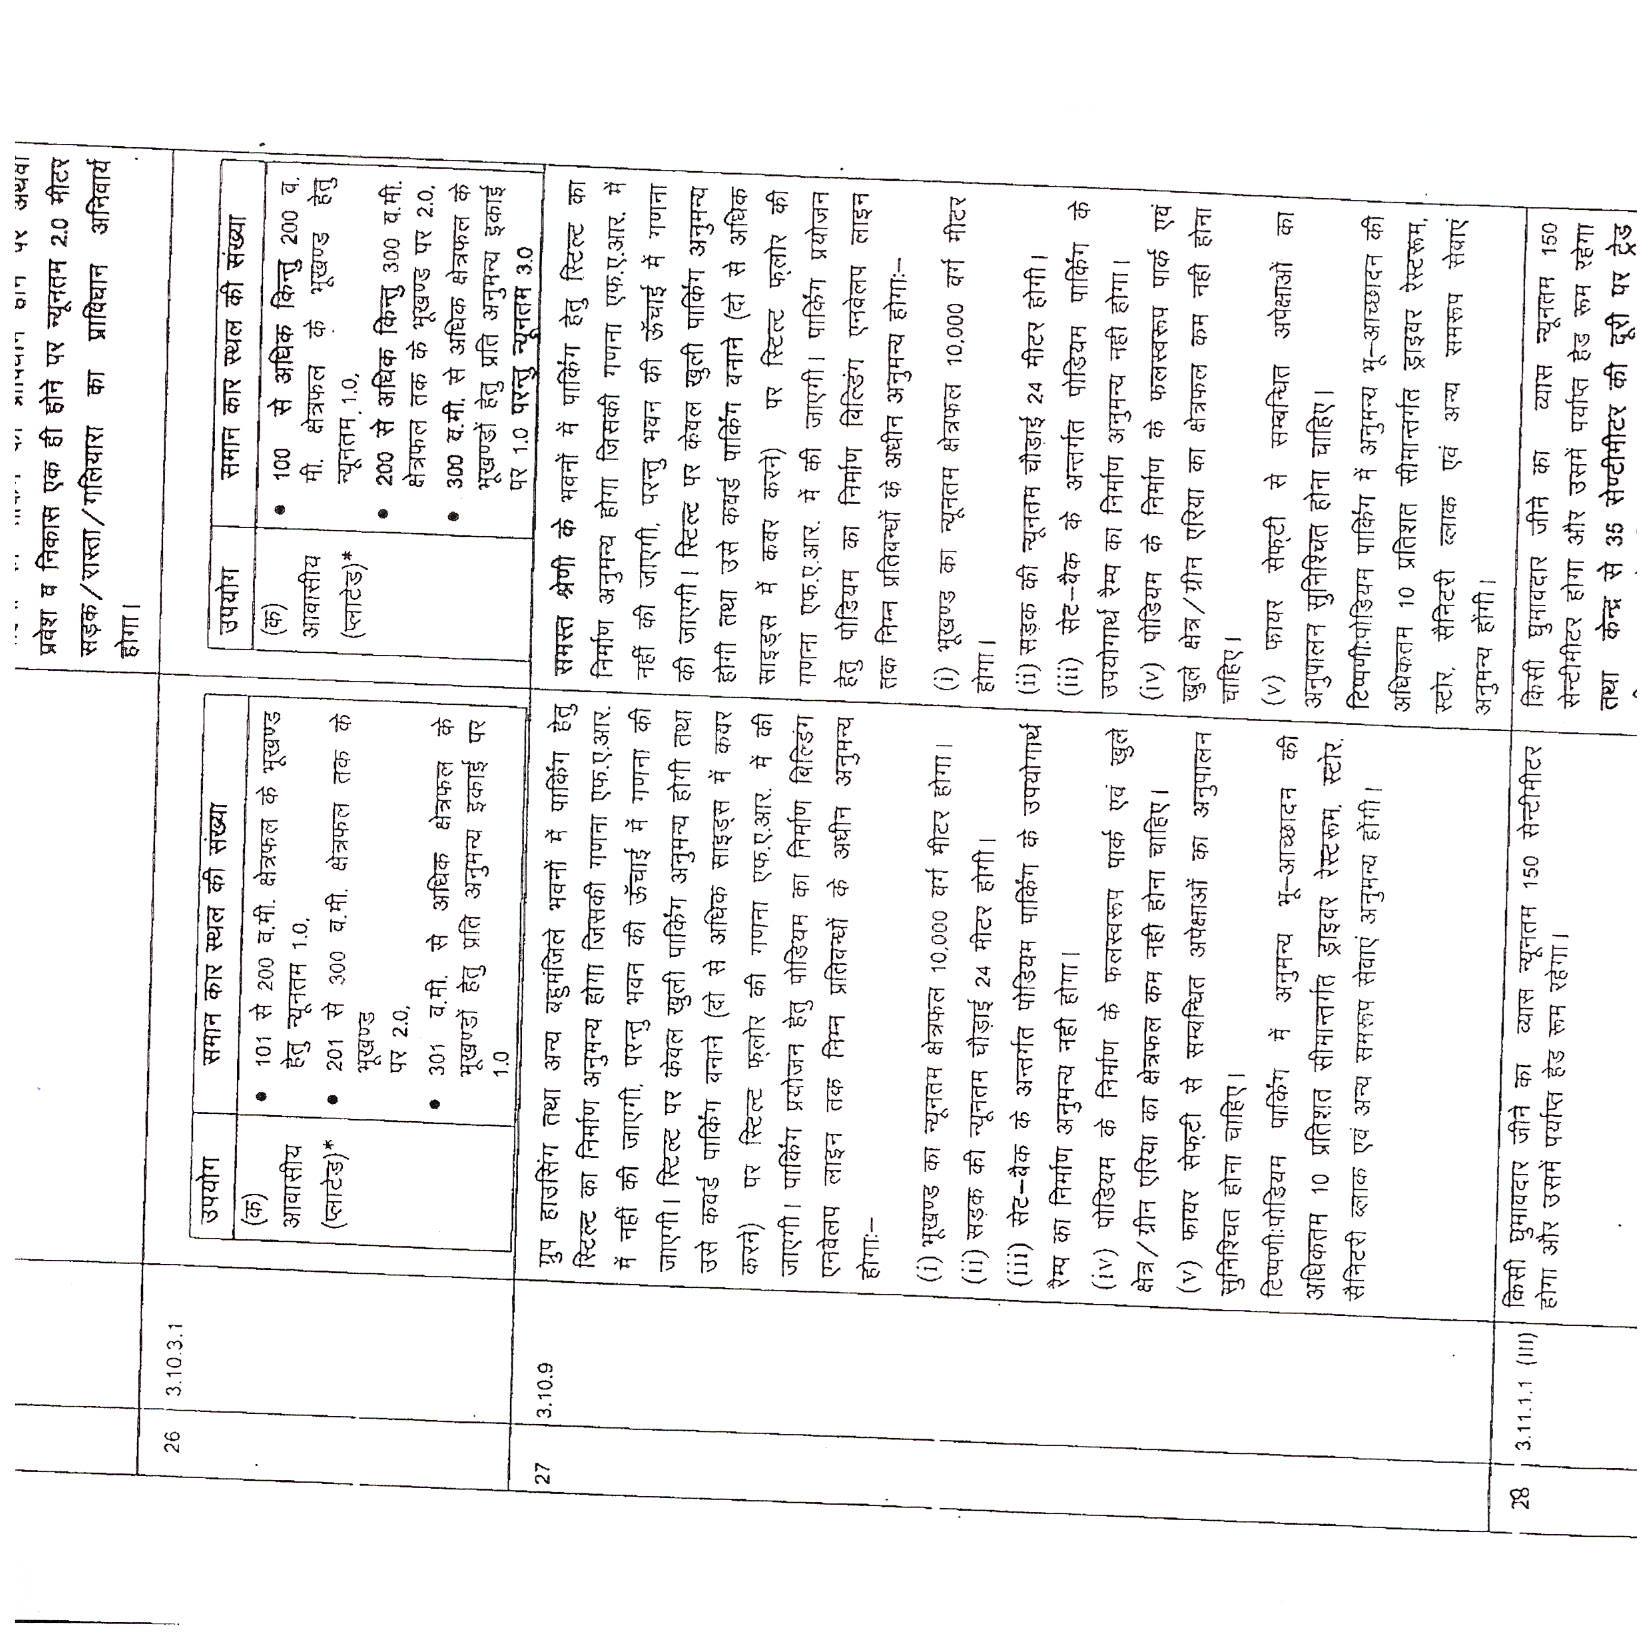 प्रवेश व निकास एक ही होने पर न्यूनतम 2.0 मीटर
सड़क/रास्ता/गलियारा का प्राविधान अनिवार्य
होगा।
26
3.10.3.1
उपयोग
समान कार स्थल की संख्या
(क)
आवासीय
(प्लाटेड)*
• 101 से 200 व.मी. क्षेत्रफल के भूखण्ड
हेतु न्यूनतम 1.0,
• 201 से 300 व.मी. क्षेत्रफल तक के
भूखण्ड
पर 2.0,
• 301 व.मी. से अधिक क्षेत्रफल के
भूखण्डों हेतु प्रति अनुमन्य इकाई पर
1.0
उपयोग
समान कार स्थल की संख्या
(क)
आवासीय
(प्लाटेड)*
• 100 से अधिक किन्तु 200 व.
मी. क्षेत्रफल के भूखण्ड हेतु
न्यूनतम 1.0,
• 200 से अधिक किन्तु 300 व.मी.
क्षेत्रफल तक के भूखण्ड पर 2.0,
• 300 व.मी. से अधिक क्षेत्रफल के
भूखण्डों हेतु प्रति अनुमन्य इकाई
पर 1.0 परन्तु न्यूनतम 3.0
27
3.10.9
ग्रुप हाउसिंग तथा अन्य बहुमंजिले भवनों में पार्किंग हेतु
स्टिल्ट का निर्माण अनुमन्य होगा जिसकी गणना एफ.ए.आर.
में नहीं की जाएगी, परन्तु भवन की ऊँचाई में गणना की
जाएगी। स्टिल्ट पर केवल खुली पार्किंग अनुमन्य होगी तथा
उसे कवर्ड पार्किंग बनाने (दो से अधिक साइड्स में कवर
करने) पर स्टिल्ट फ्लोर की गणना एफ.ए.आर. में की
जाएगी। पार्किंग प्रयोजन हेतु पोडियम का निर्माण बिल्डिंग
एनवेलप लाइन तक निम्न प्रतिबन्धों के अधीन अनुमन्य
होगाः–
(i) भूखण्ड का न्यूनतम क्षेत्रफल 10,000 वर्ग मीटर होगा।
(ii) सड़क की न्यूनतम चौड़ाई 24 मीटर होगी।
(iii) सेट–बैक के अन्तर्गत पोडियम पार्किंग के उपयोगार्थ
रैम्प का निर्माण अनुमन्य नही होगा।
(iv) पोडियम के निर्माण के फलस्वरूप पार्क एवं खुले
क्षेत्र/ग्रीन एरिया का क्षेत्रफल कम नही होना चाहिए।
(v) फायर सेफ्टी से सम्बन्धित अपेक्षाओं का अनुपालन
सुनिश्चित होना चाहिए।
टिप्पणी:पोडियम पार्किंग में अनुमन्य भू–आच्छादन की
अधिकतम 10 प्रतिशत सीमान्तर्गत ड्राइवर रेस्टरूम, स्टोर,
सैनिटरी ब्लाक एवं अन्य समरूप सेवाएं अनुमन्य होंगी।
समस्त श्रेणी के भवनों में पार्किंग हेतु स्टिल्ट का
निर्माण अनुमन्य होगा जिसकी गणना एफ.ए.आर. में
नहीं की जाएगी, परन्तु भवन की ऊँचाई में गणना
की जाएगी। स्टिल्ट पर केवल खुली पार्किंग अनुमन्य
होगी तथा उसे कवर्ड पार्किंग बनाने (दो से अधिक
साइड्स में कवर करने) पर स्टिल्ट फ्लोर की
गणना एफ.ए.आर. में की जाएगी। पार्किंग प्रयोजन
हेतु पोडियम का निर्माण बिल्डिंग एनवेलप लाइन
तक निम्न प्रतिबन्धों के अधीन अनुमन्य होगाः–
(i) भूखण्ड का न्यूनतम क्षेत्रफल 10,000 वर्ग मीटर
होगा।
(ii) सड़क की न्यूनतम चौड़ाई 24 मीटर होगी।
(iii) सेट–बैक के अन्तर्गत पोडियम पार्किंग के
उपयोगार्थ रैम्प का निर्माण अनुमन्य नही होगा।
(iv) पोडियम के निर्माण के फलस्वरूप पार्क एवं
खुले क्षेत्र/ग्रीन एरिया का क्षेत्रफल कम नही होना
चाहिए।
(v) फायर सेफ्टी से सम्बन्धित अपेक्षाओं का
अनुपालन सुनिश्चित होना चाहिए।
टिप्पणी:पोडियम पार्किंग में अनुमन्य भू–आच्छादन की
अधिकतम 10 प्रतिशत सीमान्तर्गत ड्राइवर रेस्टरूम,
स्टोर, सैनिटरी ब्लाक एवं अन्य समरूप सेवाएं
अनुमन्य होंगी।
28
3.11.1.1 (III)
किसी घुमावदार जीने का व्यास न्यूनतम 150 सेन्टीमीटर
होगा और उसमें पर्याप्त हेड रूम रहेगा।
किसी घुमावदार जीने का व्यास न्यूनतम 150
सेन्टीमीटर होगा और उसमें पर्याप्त हेड रूम रहेगा
तथा केन्द्र से 35 सेण्टीमीटर की दूरी पर ट्रेड